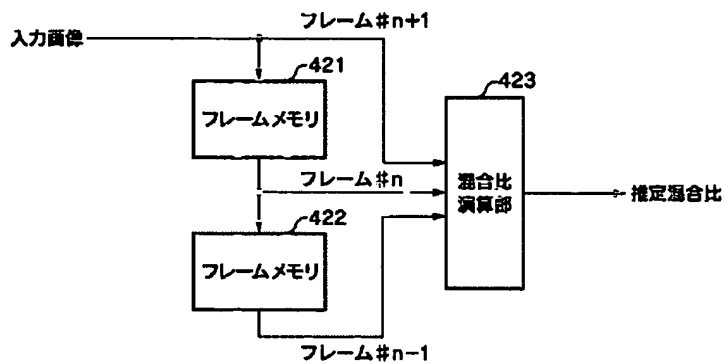 フレーム#n+1
入力画像
421
フレームメモリ
423
フレーム#n
混合比
演算部
推定混合比
422
フレームメモリ
フレーム#n-1